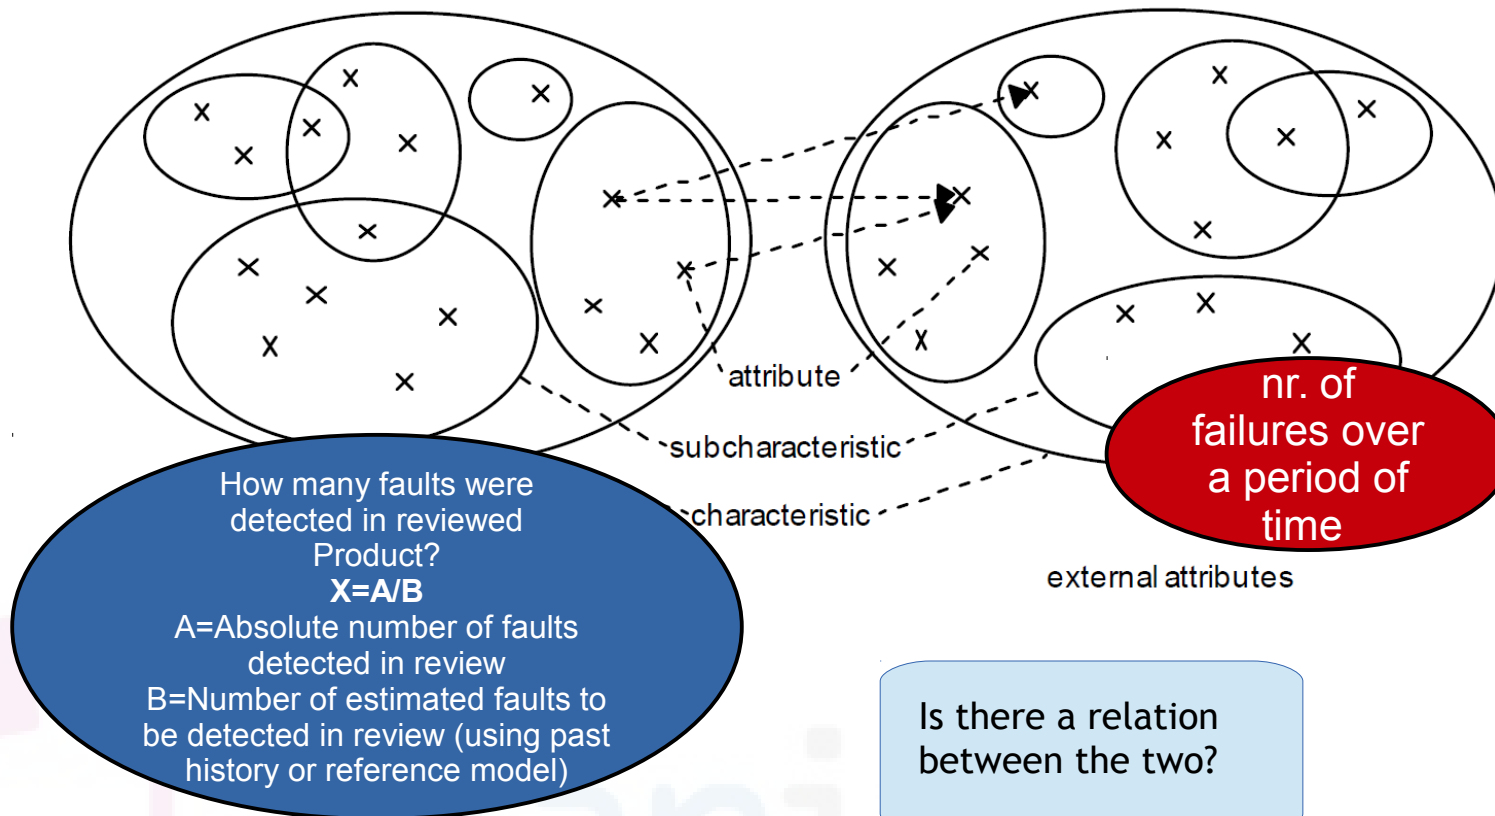 attribute
subcharacteristic
characteristic
How many faults were
detected in reviewed
Product?
X=A/B
A=Absolute number of faults
detected in review
B=Number of estimated faults to
be detected in review (using past
history or reference model)
nr. of
failures over
a period of
time
external attributes
Is there a relation
between the two?